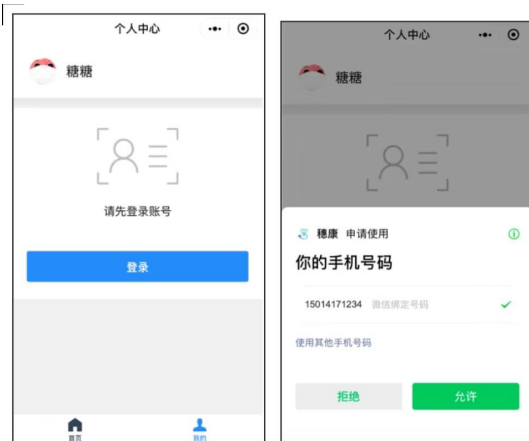 个人中心
糖糖
请先登录账号
登录
首页
我的
个人中心
糖糖
穗康 申请使用
你的手机号码
15014171234 微信绑定号码
使用其他手机号码
拒绝
允许